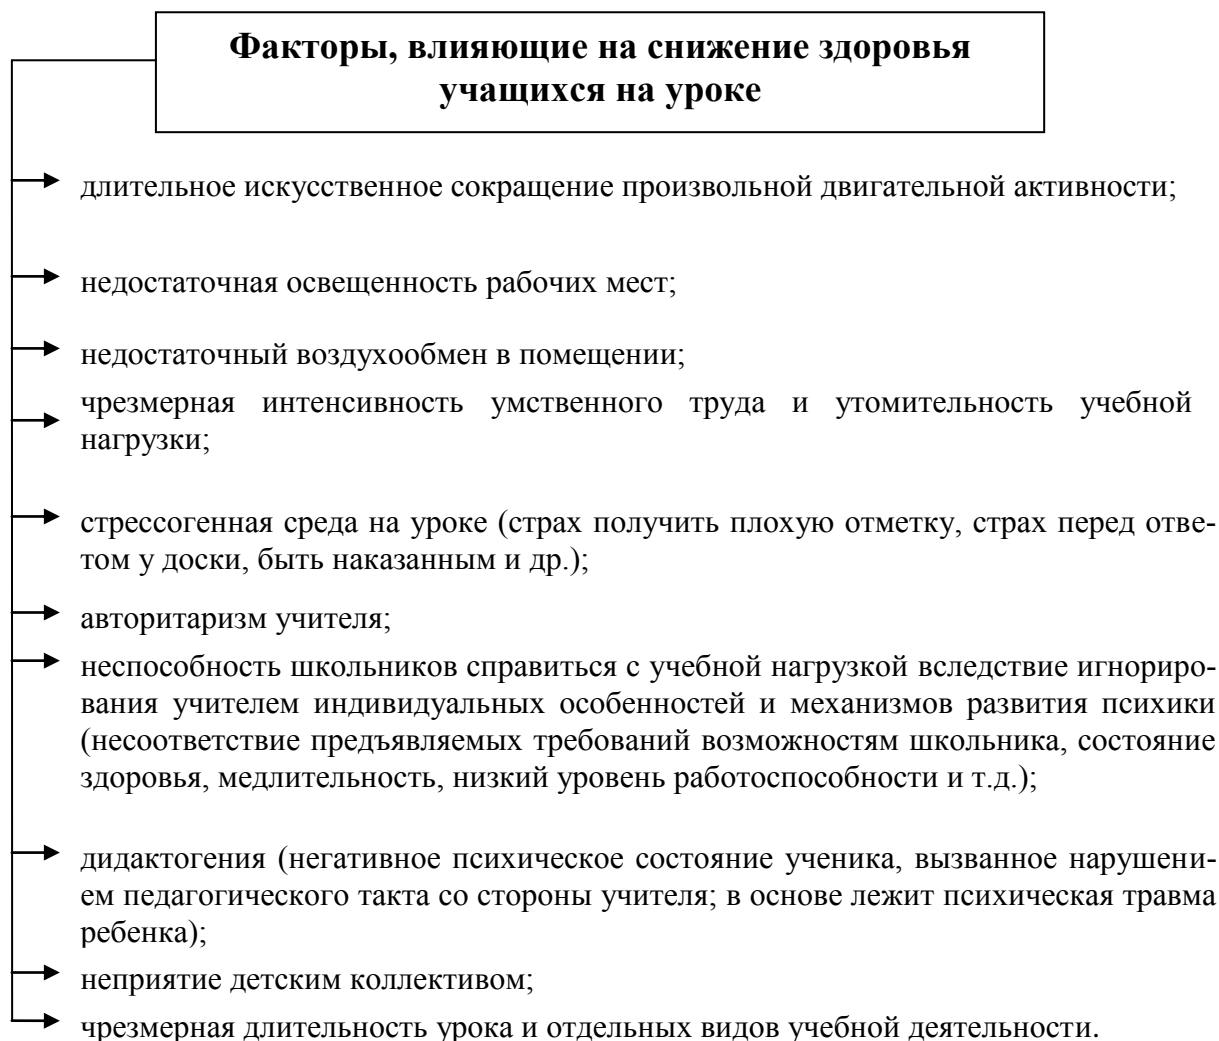 Факторы, влияющие на снижение здоровья
учащихся на уроке
длительное искусственное сокращение произвольной двигательной активности;
недостаточная освещенность рабочих мест;
недостаточный воздухообмен в помещении;
чрезмерная интенсивность умственного труда и утомительность учебной
нагрузки;
стрессогенная среда на уроке (страх получить плохую отметку, страх перед отве-
том у доски, быть наказанным и др.);
авторитаризм учителя;
неспособность школьников справиться с учебной нагрузкой вследствие игнориро-
вания учителем индивидуальных особенностей и механизмов развития психики
(несоответствие предъявляемых требований возможностям школьника, состояние
здоровья, медлительность, низкий уровень работоспособности и т.д.);
дидактогения (негативное психическое состояние ученика, вызванное нарушени-
ем педагогического такта со стороны учителя; в основе лежит психическая травма
ребенка);
неприятие детским коллективом;
чрезмерная длительность урока и отдельных видов учебной деятельности.